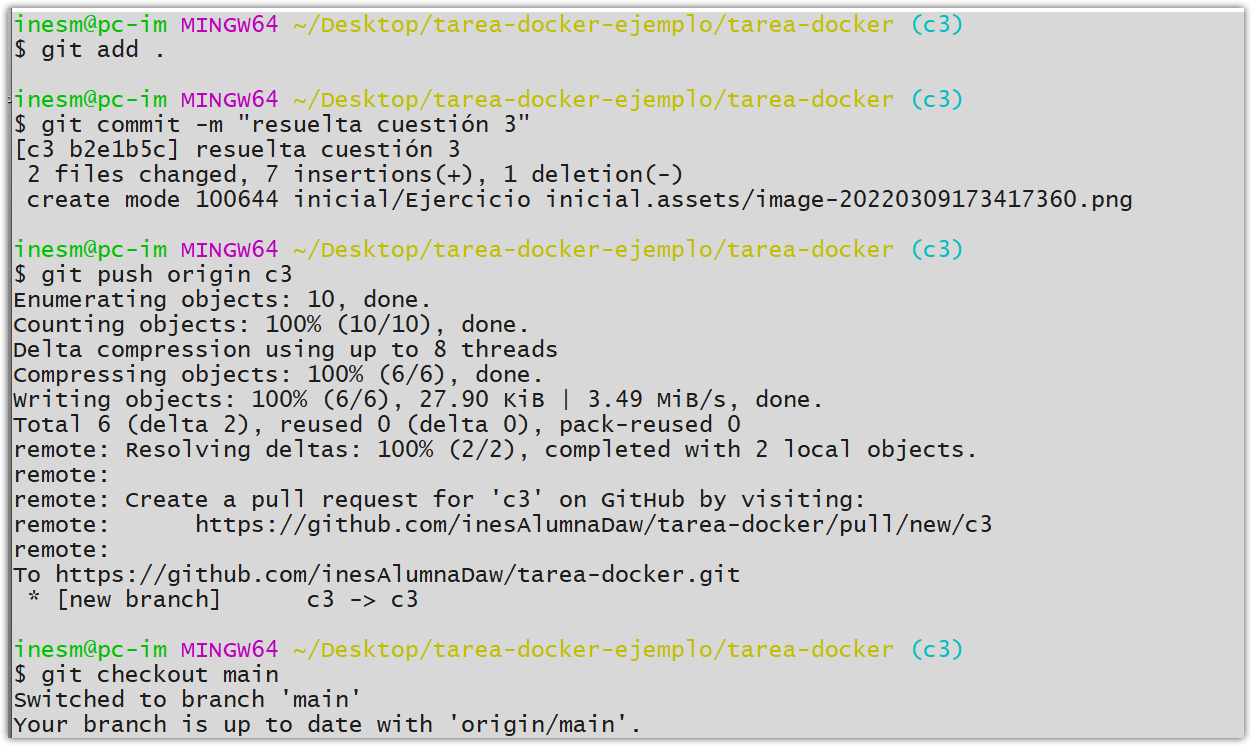 inesm@pc-im MINGW64 ~/Desktop/tarea-docker-ejemplo/tarea-docker (c3)
$ git add .
inesm@pc-im MINGW64 ~/Desktop/tarea-docker-ejemplo/tarea-docker (c3)
$ git commit -m "resuelta cuestión 3"
[c3 b2e1b5c] resuelta cuestión 3
 2 files changed, 7 insertions(+), 1 deletion(-)
 create mode 100644 inicial/Ejercicio inicial.assets/image-20220309173417360.png
inesm@pc-im MINGW64 ~/Desktop/tarea-docker-ejemplo/tarea-docker (c3)
$ git push origin c3
Enumerating objects: 10, done.
Counting objects: 100% (10/10), done.
Delta compression using up to 8 threads
Compressing objects: 100% (6/6), done.
Writing objects: 100% (6/6), 27.90 KiB | 3.49 MiB/s, done.
Total 6 (delta 2), reused 0 (delta 0), pack-reused 0
remote: Resolving deltas: 100% (2/2), completed with 2 local objects.
remote:
remote: Create a pull request for 'c3' on GitHub by visiting:
remote:      https://github.com/inesAlumnaDaw/tarea-docker/pull/new/c3
remote:
To https://github.com/inesAlumnaDaw/tarea-docker.git
 * [new branch]      c3 -> c3
inesm@pc-im MINGW64 ~/Desktop/tarea-docker-ejemplo/tarea-docker (c3)
$ git checkout main
Switched to branch 'main'
Your branch is up to date with 'origin/main'.